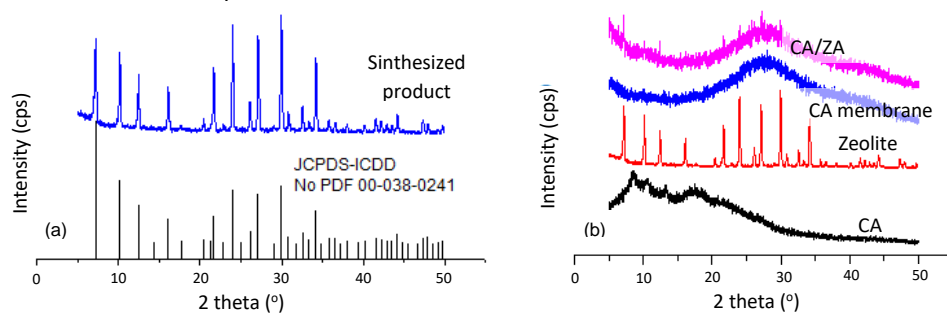 Intensity (cps)
Sinthesized
product
JCPDS-ICDD
No PDF 00-038-0241
(a)
0 10 20 30 40 50
2 theta (o)
Intensity (cps)
CA/ZA
CA membrane
Zeolite
CA
(b)
0 10 20 30 40 50
2 theta (o)